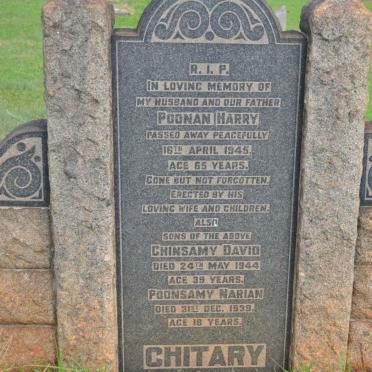 R. I. P.
IN LOVING MEMORY OF
MY HUSBAND AND OUR FATHER
POONAN HARRY
PASSED AWAY PEACEFULLY
16TH APRIL 1945.
AGE 65 YEARS.
GONE BUT NOT FORGOTTEN.
ERECTED BY HIS
LOVING WIFE AND CHILDREN.
ALSO
SONS OF THE ABOVE
CHINSAMY DAVID
DIED 24TH MAY 1944
AGE 39 YEARS.
POONSAMY NARIAN
DIED 31ST DEC. 1939.
AGE 18 YEARS.
CHITARY